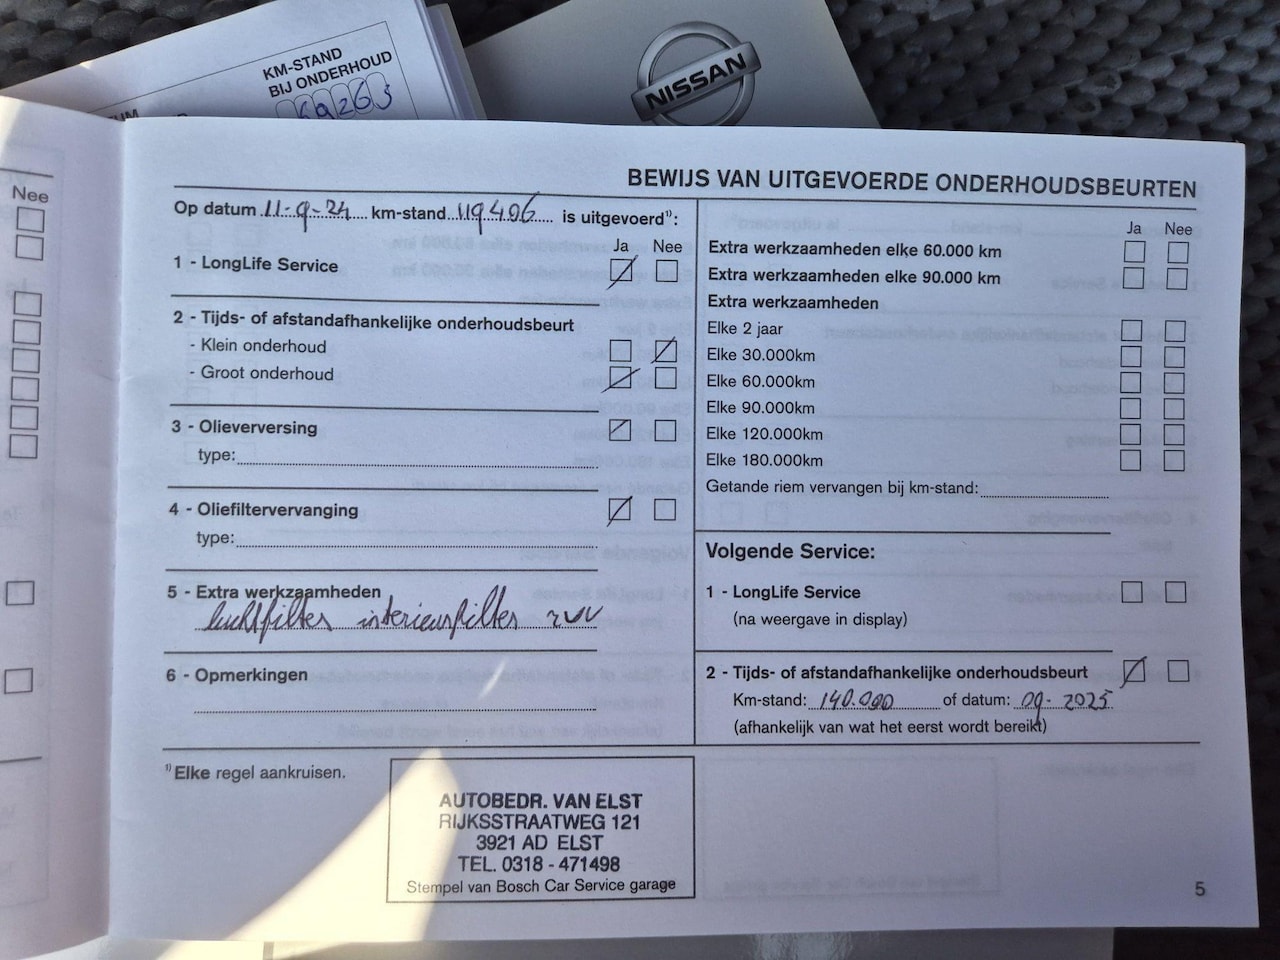 KM-STAND
BIJ ONDERHOUD
69265
NISSAN
Nee
BEWIJS VAN UITGEVOERDE ONDERHOUDSBEURTEN
Op datum 11-9-24 km-stand 119406 is uitgevoerd¹⁾:
Ja Nee
1 - LongLife Service
2 - Tijds- of afstandafhankelijke onderhoudsbeurt
- Klein onderhoud
- Groot onderhoud
3 - Olieverversing
type:
4 - Oliefiltervervanging
type:
5 - Extra werkzaamheden
luchtfilter interieurfilter rvv
6 - Opmerkingen
¹⁾ Elke regel aankruisen.
AUTOBEDR. VAN ELST
RIJKSSTRAATWEG 121
3921 AD ELST
TEL. 0318 - 471498
Stempel van Bosch Car Service garage
Ja Nee
Extra werkzaamheden elke 60.000 km
Extra werkzaamheden elke 90.000 km
Extra werkzaamheden
Elke 2 jaar
Elke 30.000km
Elke 60.000km
Elke 90.000km
Elke 120.000km
Elke 180.000km
Getande riem vervangen bij km-stand:
Volgende Service:
1 - LongLife Service
(na weergave in display)
2 - Tijds- of afstandafhankelijke onderhoudsbeurt
Km-stand: 140.000 of datum: 09-2025
(afhankelijk van wat het eerst wordt bereikt)
5